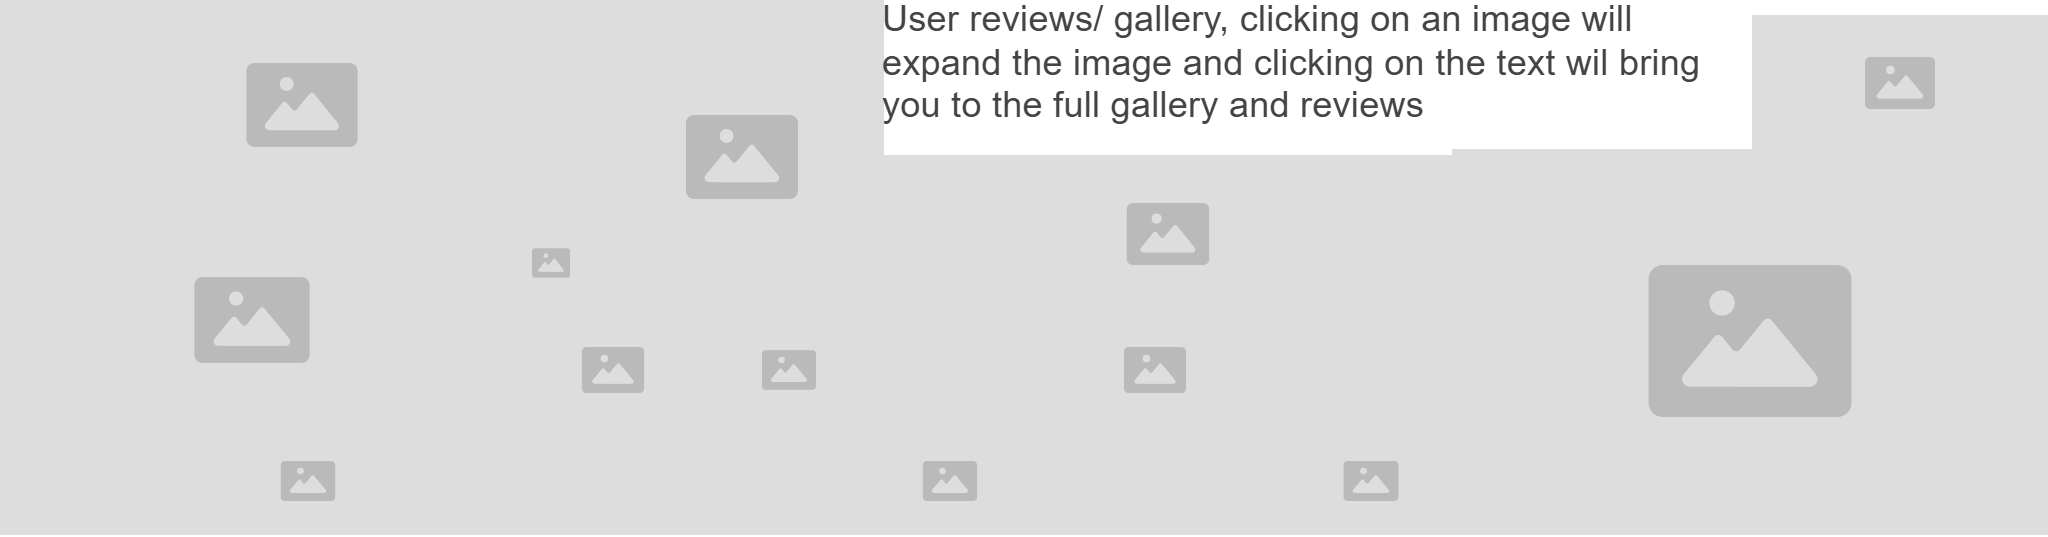 User reviews/ gallery, clicking on an image will
expand the image and clicking on the text wil bring
you to the full gallery and reviews